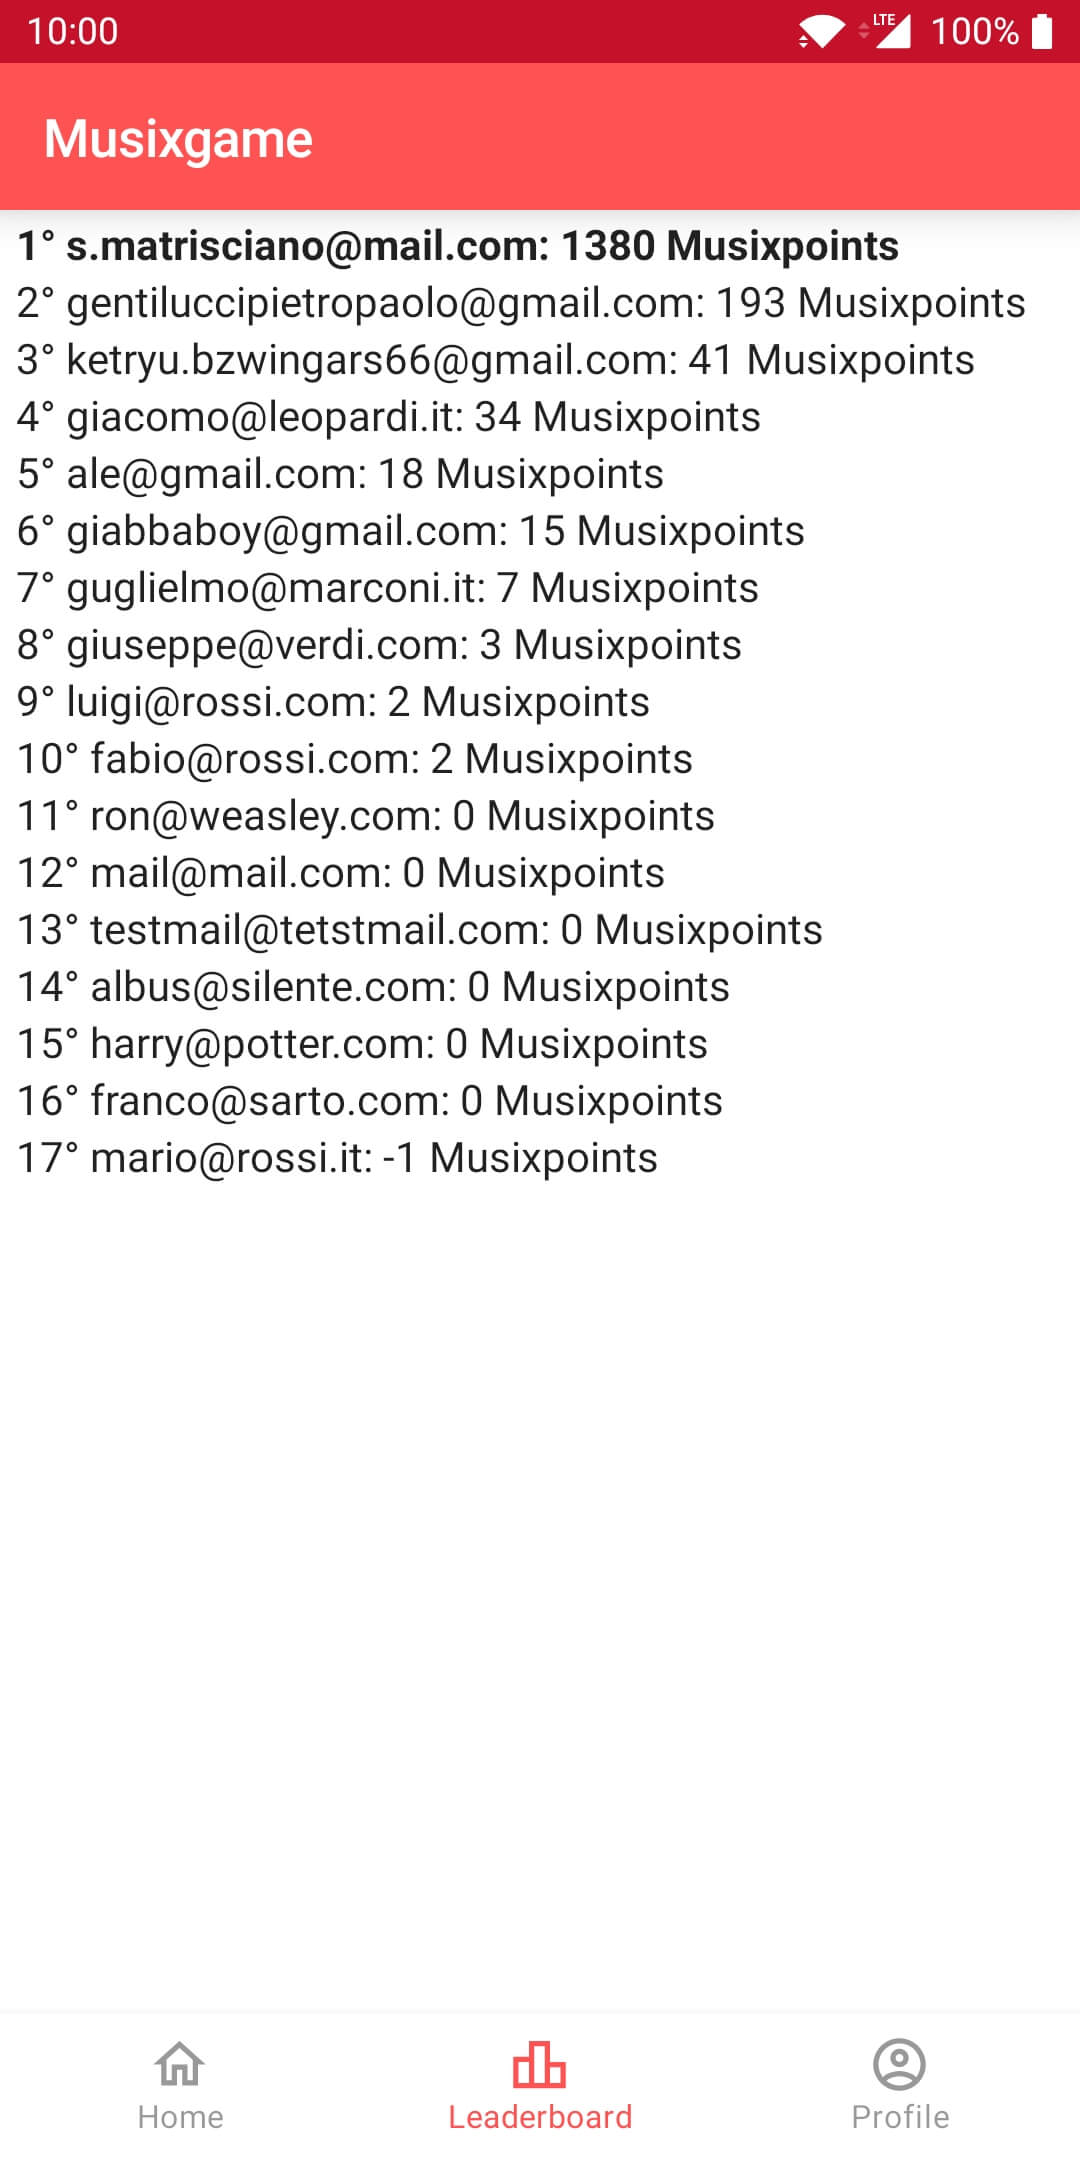 10:00 LTE 100%
Musixgame
1° s.matrisciano@mail.com: 1380 Musixpoints
2° gentiluccipietropaolo@gmail.com: 193 Musixpoints
3° ketryu.bzwingars66@gmail.com: 41 Musixpoints
4° giacomo@leopardi.it: 34 Musixpoints
5° ale@gmail.com: 18 Musixpoints
6° giabbaboy@gmail.com: 15 Musixpoints
7° guglielmo@marconi.it: 7 Musixpoints
8° giuseppe@verdi.com: 3 Musixpoints
9° luigi@rossi.com: 2 Musixpoints
10° fabio@rossi.com: 2 Musixpoints
11° ron@weasley.com: 0 Musixpoints
12° mail@mail.com: 0 Musixpoints
13° testmail@tetstmail.com: 0 Musixpoints
14° albus@silente.com: 0 Musixpoints
15° harry@potter.com: 0 Musixpoints
16° franco@sarto.com: 0 Musixpoints
17° mario@rossi.it: -1 Musixpoints
Home Leaderboard Profile